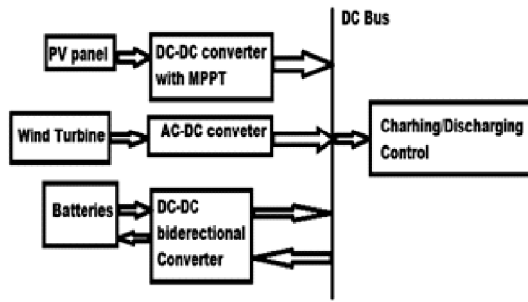 DC Bus
PV panel
DC-DC converter
with MPPT
Wind Turbine
AC-DC conveter
Charhing/Discharging
Control
Batteries
DC-DC
biderectional
Converter